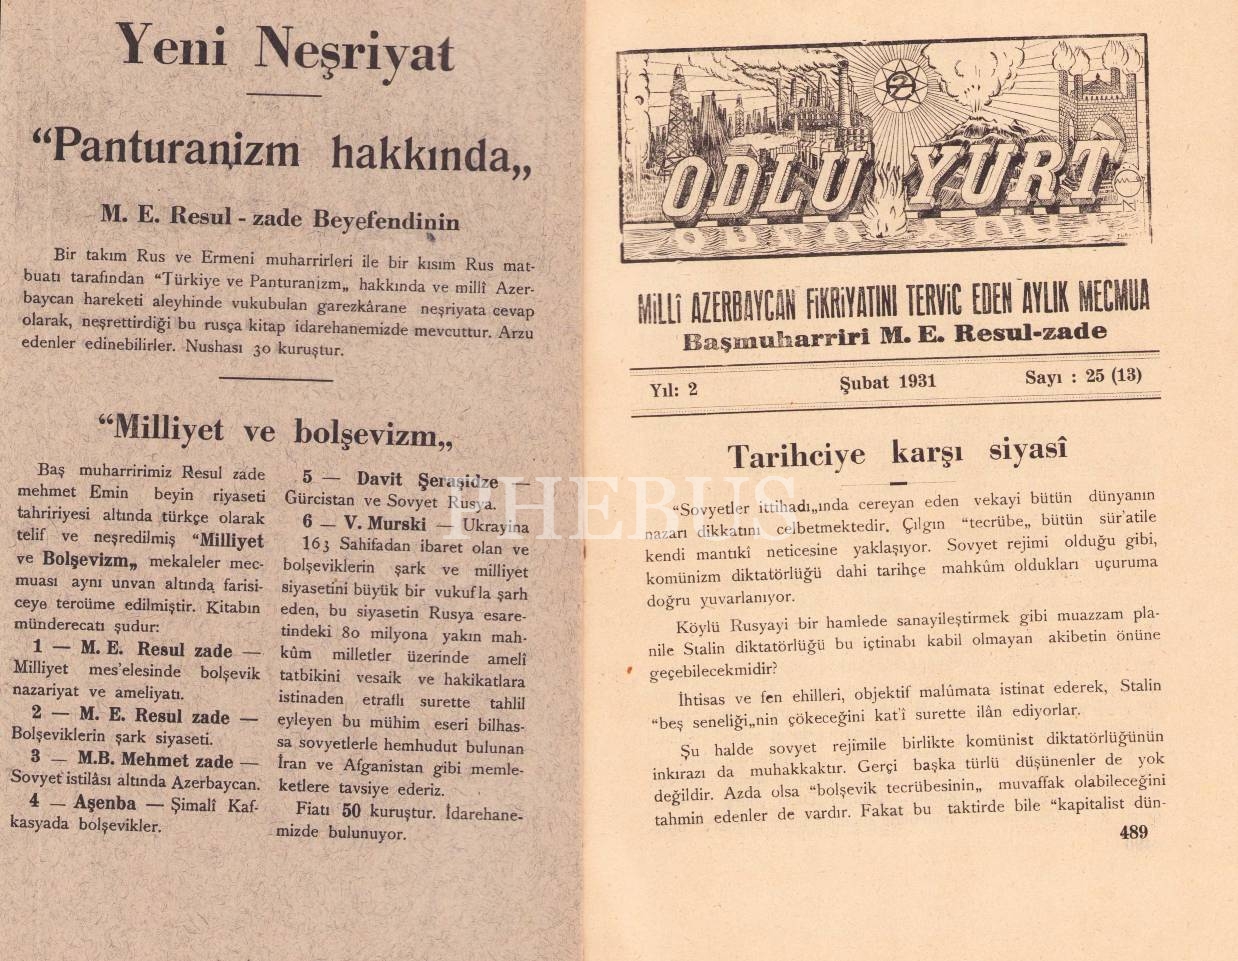 Yeni Neşriyat
“Panturanizm hakkında„
M. E. Resul - zade Beyefendinin
Bir takım Rus ve Ermeni muharrirleri ile bir kısım Rus mat-
buatı tarafından “Türkiye ve Panturanizm„ hakkında ve millî Azer-
baycan hareketi aleyhinde vukubulan garezkârane neşriyata cevap
olarak, neşrettirdiği bu rusça kitap idarehanemizde mevcuttur. Arzu
edenler edinebilirler. Nushası 30 kuruştur.
“Milliyet ve bolşevizm„
Baş muharririmiz Resul zade
mehmet Emin beyin riyaseti
tahririyesi altında türkçe olarak
telif ve neşredilmiş “Milliyet
ve Bolşevizm„ mekaleler mec-
muası aynı unvan altında farisi-
ceye tercüme edilmiştir. Kitabın
münderecatı şudur:
1 — M. E. Resul zade —
Milliyet mes'elesinde bolşevik
nazariyat ve ameliyatı.
2 — M. E. Resul zade —
Bolşeviklerin şark siyaseti.
3 — M.B. Mehmet zade —
Sovyet istilâsı altında Azerbaycan.
4 — Aşenba — Şimalî Kaf-
kasyada bolşevikler.
5 — Davit Şeraşidze —
Gürcistan ve Sovyet Rusya.
6 — V. Murski — Ukrayina
163 Sahifadan ibaret olan ve
bolşeviklerin şark ve milliyet
siyasetini büyük bir vukufla şarh
eden, bu siyasetin Rusya esare-
tindeki 80 milyona yakın mah-
kûm milletler üzerinde amelî
tatbikini vesaik ve hakikatlara
istinaden etraflı surette tahlil
eyleyen bu mühim eseri bilhas-
sa sovyetlerle hemhudut bulunan
İran ve Afganistan gibi memle-
ketlere tavsiye ederiz.
Fiatı 50 kuruştur. İdarehane-
mizde bulunuyor.
ODLU YURT
MİLLÎ AZERBAYCAN FİKRİYATINI TERVİC EDEN AYLIK MECMUA
Başmuharriri M. E. Resul-zade
Yıl: 2 Şubat 1931 Sayı : 25 (13)
Tarihciye karşı siyasî
“Sovyetler ittihadı„ında cereyan eden vekayi bütün dünyanın
nazarı dikkatını celbetmektedir. Çılgın “tecrübe„ bütün sür'atile
kendi mantıkî neticesine yaklaşıyor. Sovyet rejimi olduğu gibi,
komünizm diktatörlüğü dahi tarihçe mahkûm oldukları uçuruma
doğru yuvarlanıyor.
Köylü Rusyayi bir hamlede sanayileştirmek gibi muazzam pla-
nile Stalin diktatörlüğü bu içtinabı kabil olmayan akibetin önüne
geçebilecekmidir?
İhtisas ve fen ehilleri, objektif malûmata istinat ederek, Stalin
“beş seneliği„nin çökeceğini kat'î surette ilân ediyorlar.
Şu halde sovyet rejimile birlikte komünist diktatörlüğünün
inkırazı da muhakkaktır. Gerçi başka türlü düşünenler de yok
değildir. Azda olsa “bolşevik tecrübesinin„ muvaffak olabileceğini
tahmin edenler de vardır. Fakat bu taktirde bile “kapitalist dün-
489
PHEBUS